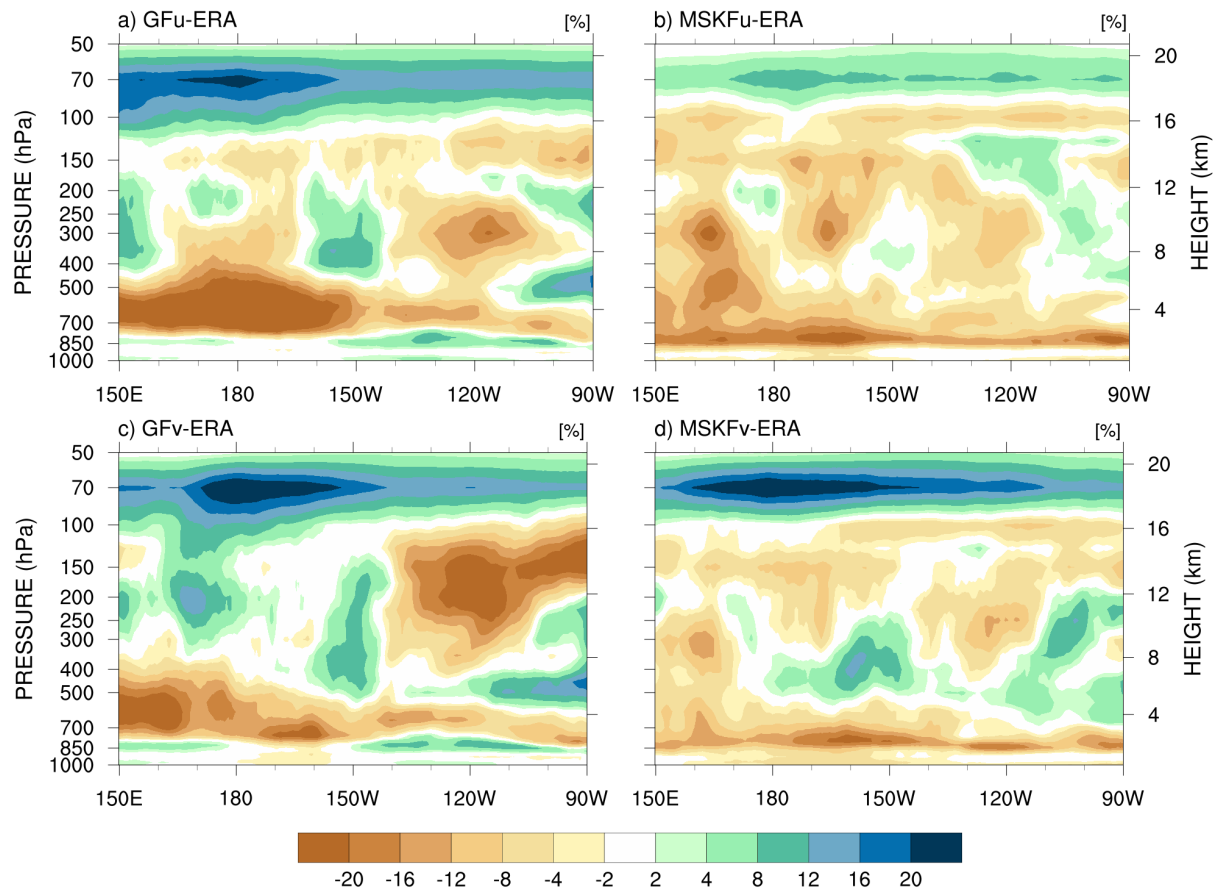 a) GFu-ERA [%]
b) MSKFu-ERA [%]
50 70 100 150 200 250 300 400 500 700 850 1000
PRESSURE (hPa)
20 16 12 8 4
HEIGHT (km)
150E 180 150W 120W 90W
150E 180 150W 120W 90W
c) GFv-ERA [%]
d) MSKFv-ERA [%]
50 70 100 150 200 250 300 400 500 700 850 1000
PRESSURE (hPa)
20 16 12 8 4
HEIGHT (km)
150E 180 150W 120W 90W
150E 180 150W 120W 90W
-20 -16 -12 -8 -4 -2 2 4 8 12 16 20